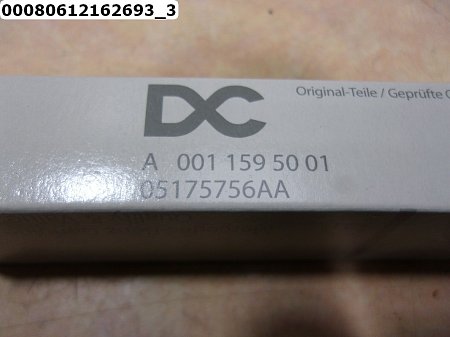 00080612162693_3
DC
Original-Teile / Geprüfte
A 001 159 50 01
05175756AA